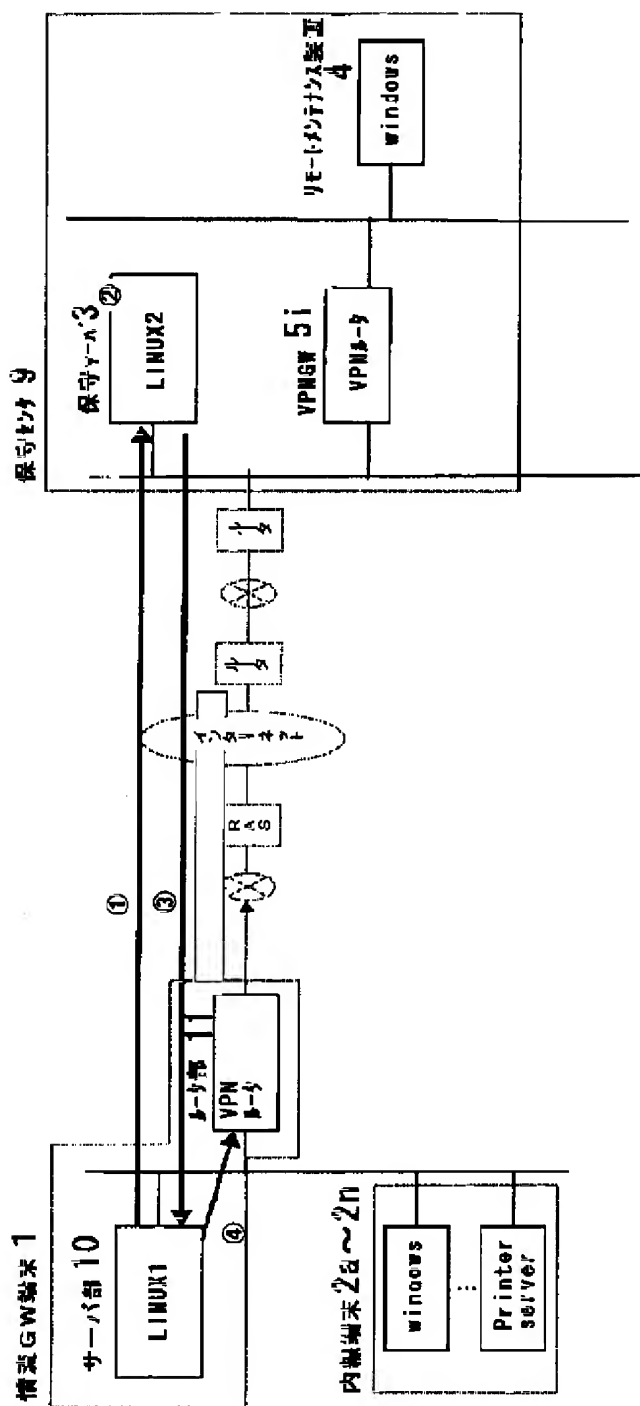 情報GW端末 1
サーバ部 10
LINUX1
④
内線端末 2a～2n
windows
⋮
Printer
server
ルータ部
VPN
ルータ
①
③
RAS
インターネット
ルータ
ルータ
保守センタ 9
保守サーバ 3
②
LINUX2
VPNGW 5i
VPNルータ
リモートメンテナンス装置
4
windows